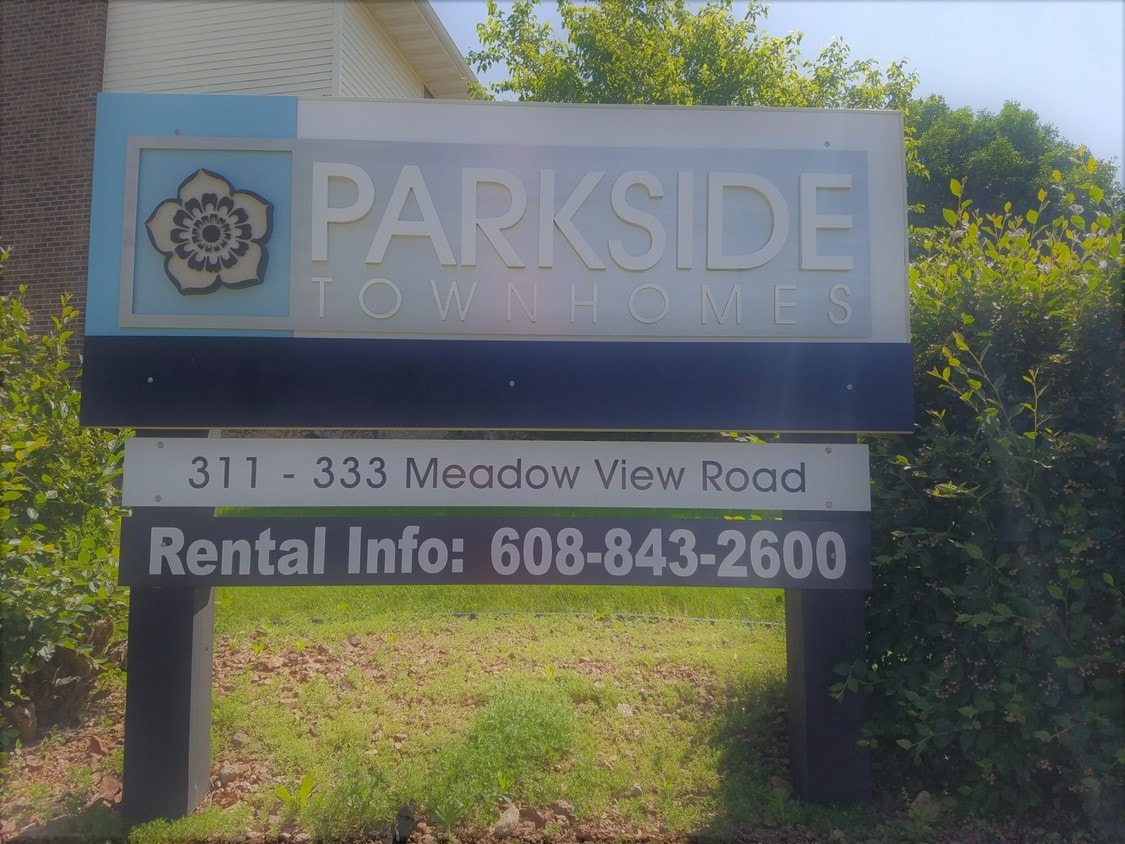 PARKSIDE
TOWNHOMES
311 - 333 Meadow View Road
Rental Info: 608-843-2600